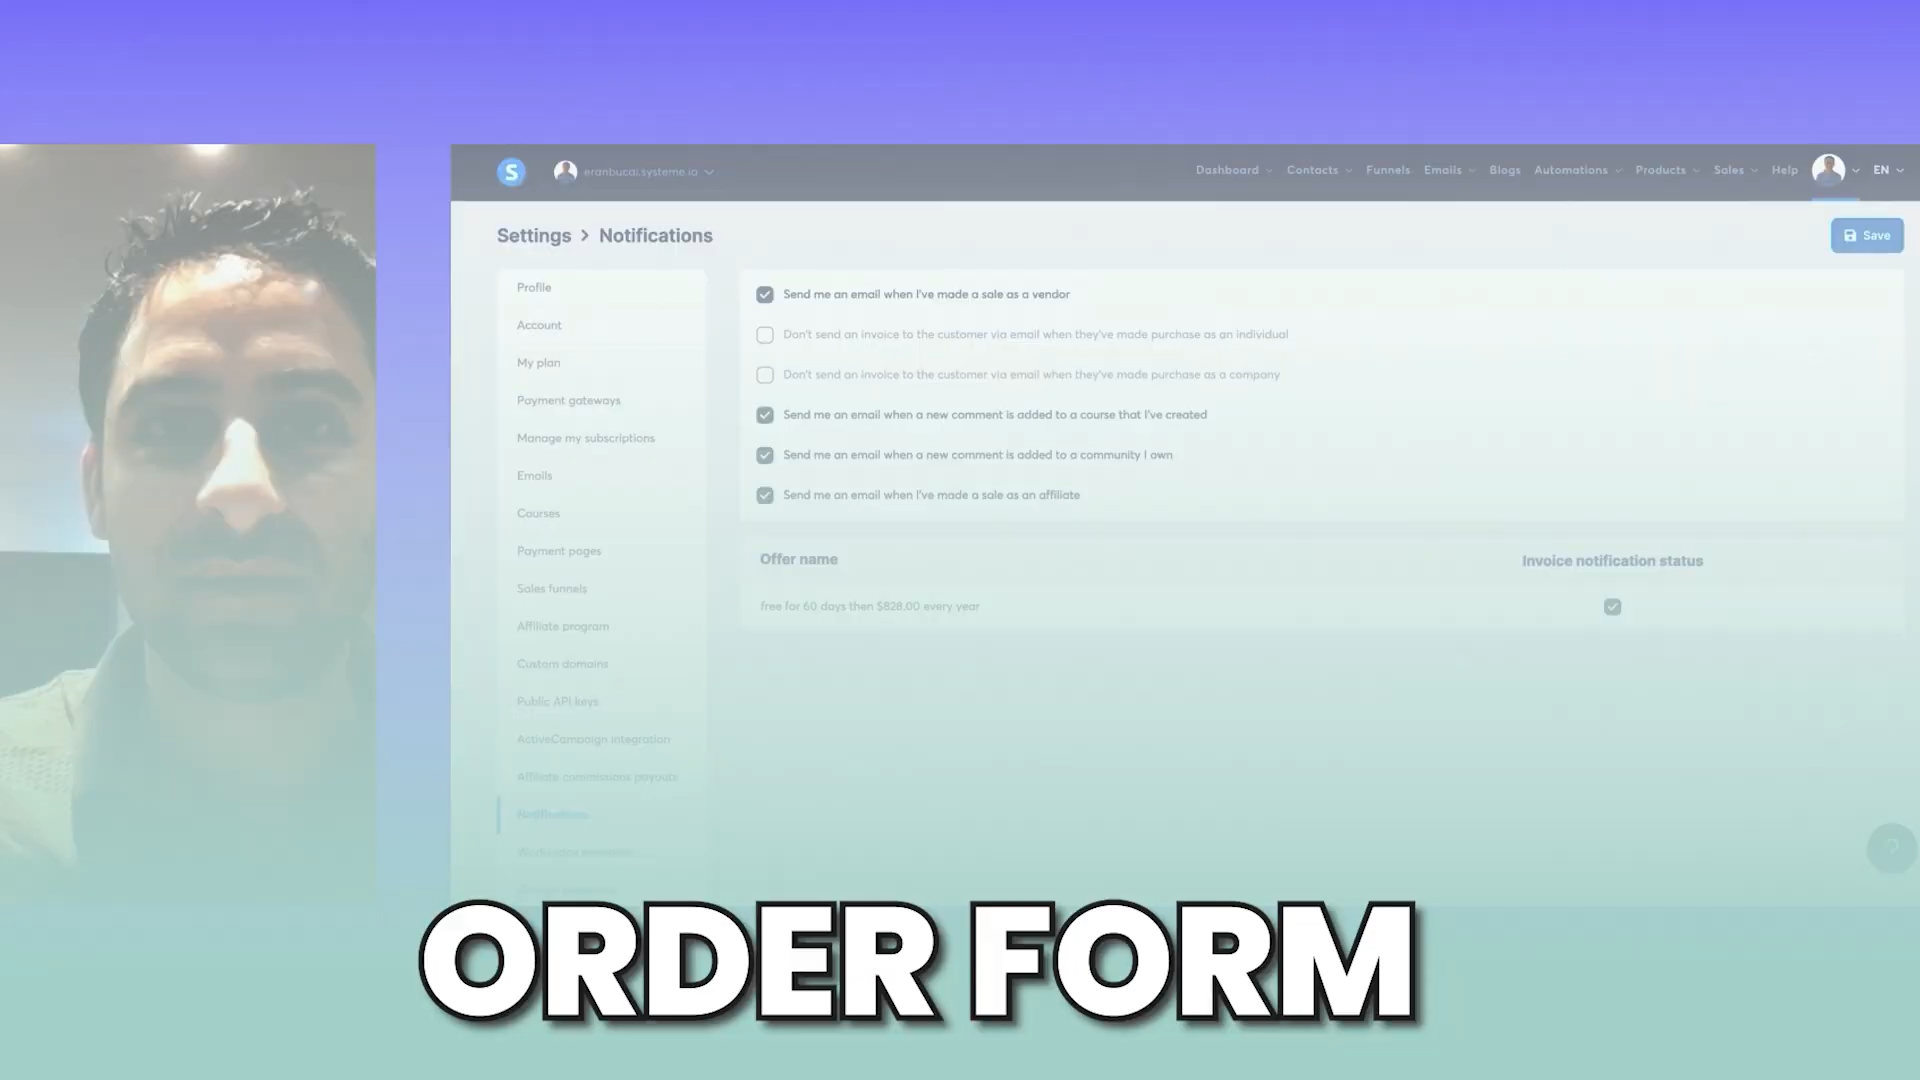 S
eranbucai.systeme.io
Dashboard
Contacts
Funnels
Emails
Blogs
Automations
Products
Sales
Help
EN
Settings > Notifications
Save
Profile
Account
My plan
Payment gateways
Manage my subscriptions
Emails
Courses
Payment pages
Sales funnels
Affiliate program
Custom domains
Public API keys
ActiveCampaign integration
Affiliate commissions payouts
Notifications
Send me an email when I've made a sale as a vendor
Don't send an invoice to the customer via email when they've made purchase as an individual
Don't send an invoice to the customer via email when they've made purchase as a company
Send me an email when a new comment is added to a course that I've created
Send me an email when a new comment is added to a community I own
Send me an email when I've made a sale as an affiliate
Offer name
Invoice notification status
free for 60 days then $828.00 every year
?
ORDER FORM